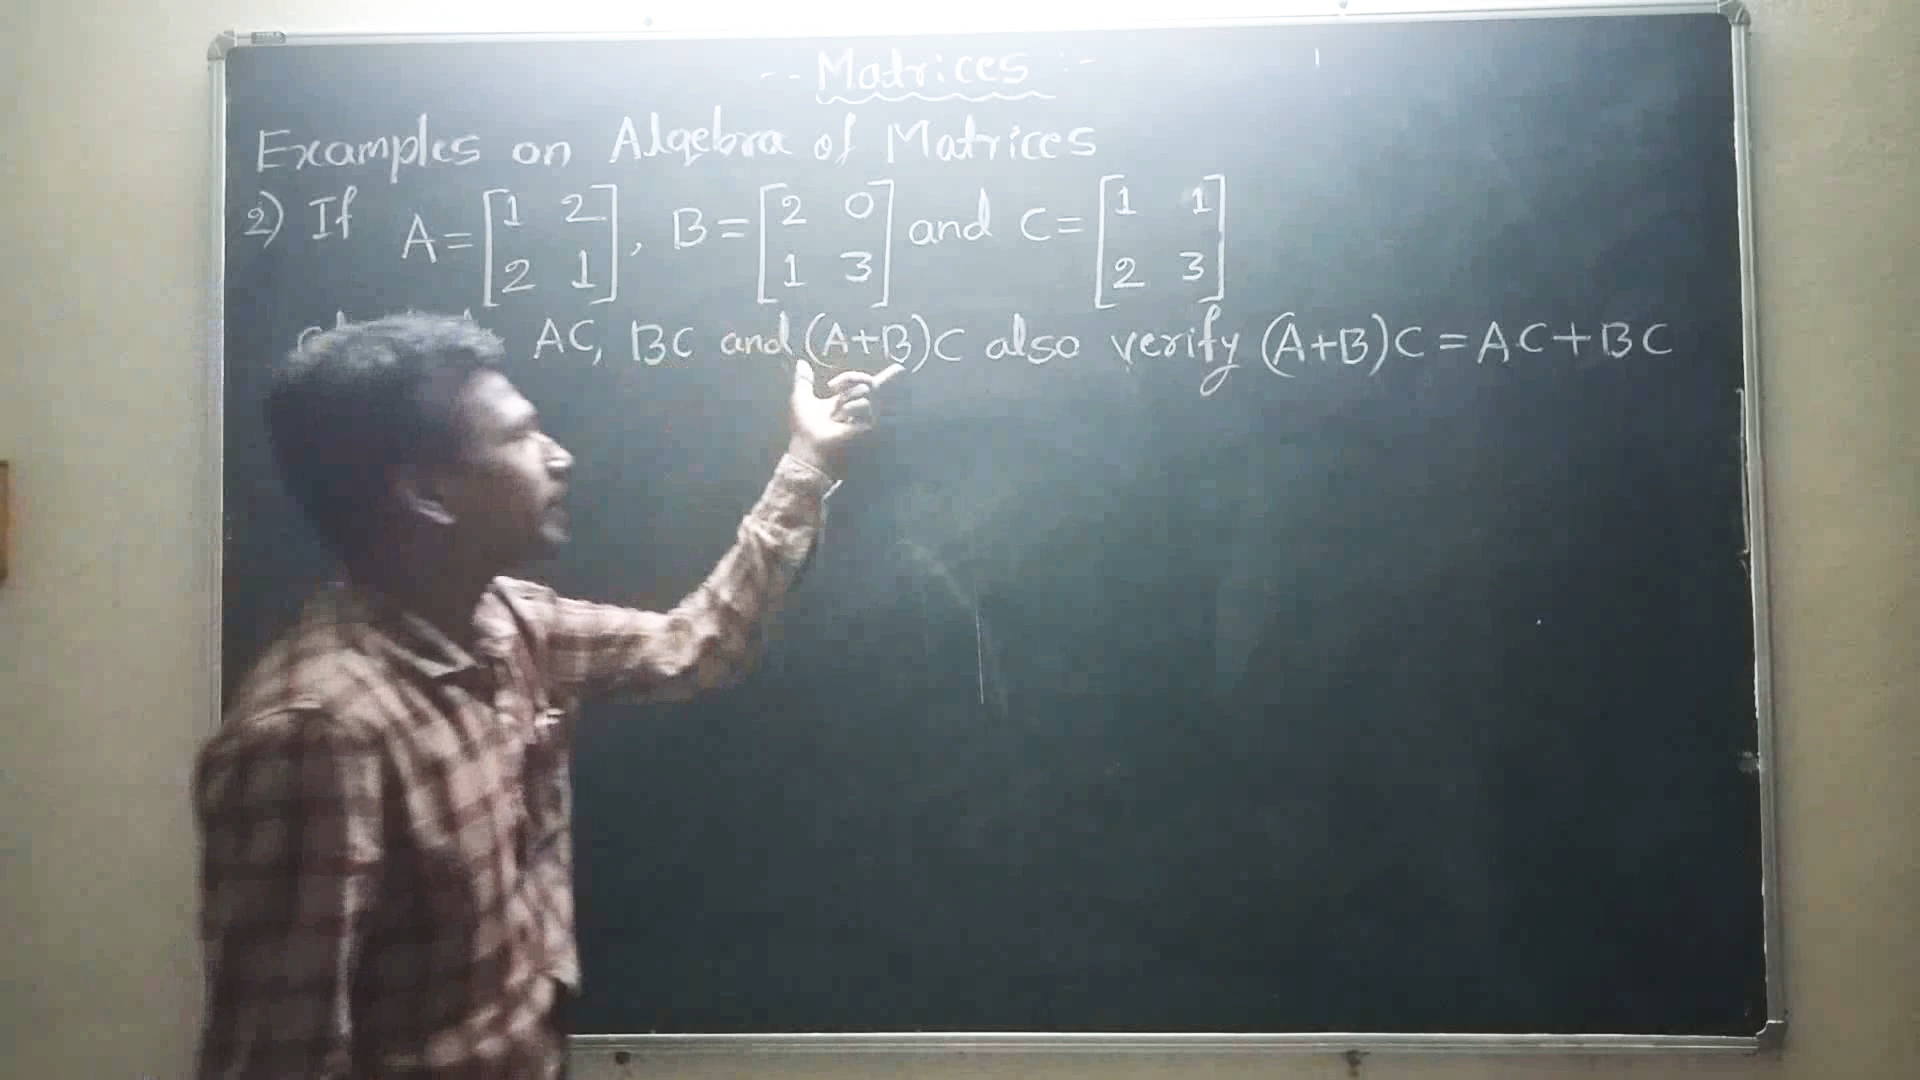 -- Matrices :-
Examples on Algebra of Matrices
2) If A = [1 2 2 1], B = [2 0 1 3] and C = [1 1 2 3]
AC, BC and (A+B)C also verify (A+B)C = AC+BC